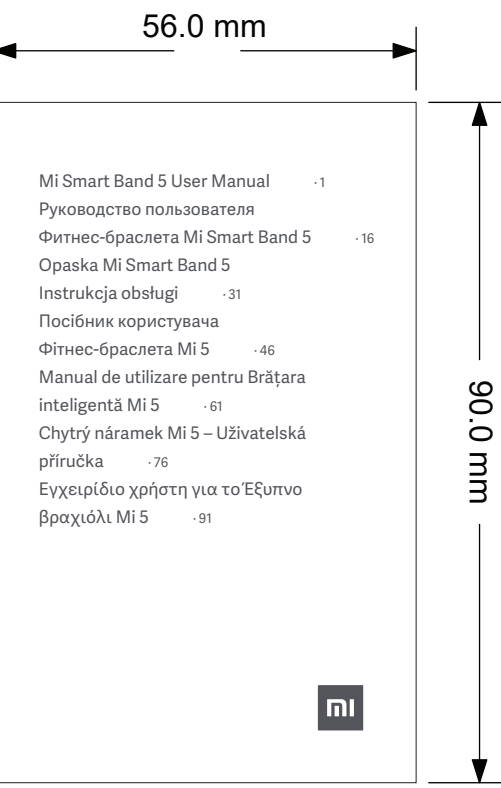 56.0 mm
Mi Smart Band 5 User Manual · 1
Руководство пользователя
Фитнес-браслета Mi Smart Band 5 · 16
Opaska Mi Smart Band 5
Instrukcja obsługi · 31
Посібник користувача
Фітнес-браслета Mi 5 · 46
Manual de utilizare pentru Brățara
inteligentă Mi 5 · 61
Chytrý náramek Mi 5 – Uživatelská
příručka · 76
Εγχειρίδιο χρήστη για το Έξυπνο
βραχιόλι Mi 5 · 91
90.0 mm
mi